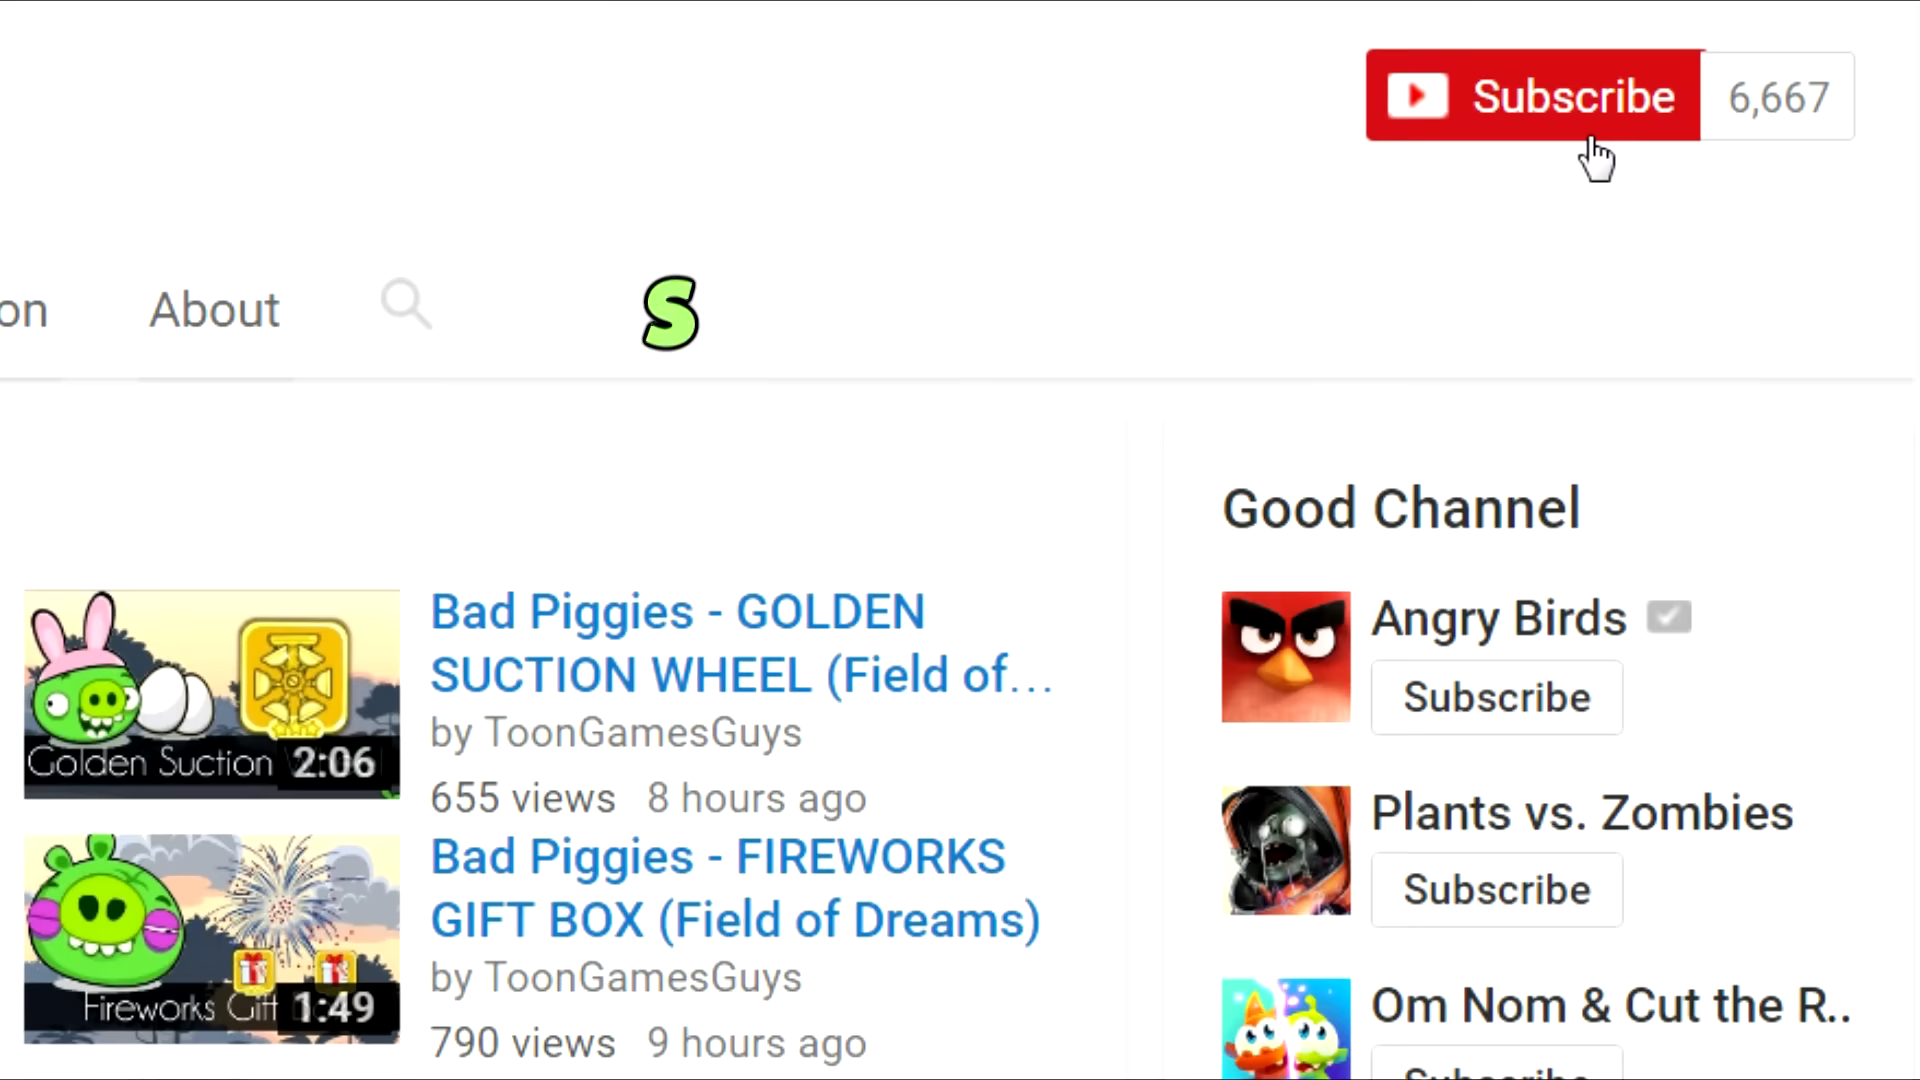 Subscribe 6,667
on About
S
Good Channel
Bad Piggies - GOLDEN
SUCTION WHEEL (Field of...
by ToonGamesGuys
655 views 8 hours ago
Golden Suction
2:06
Bad Piggies - FIREWORKS
GIFT BOX (Field of Dreams)
by ToonGamesGuys
790 views 9 hours ago
Fireworks Gift
1:49
Angry Birds
Subscribe
Plants vs. Zombies
Subscribe
Om Nom & Cut the R..
Subscribe